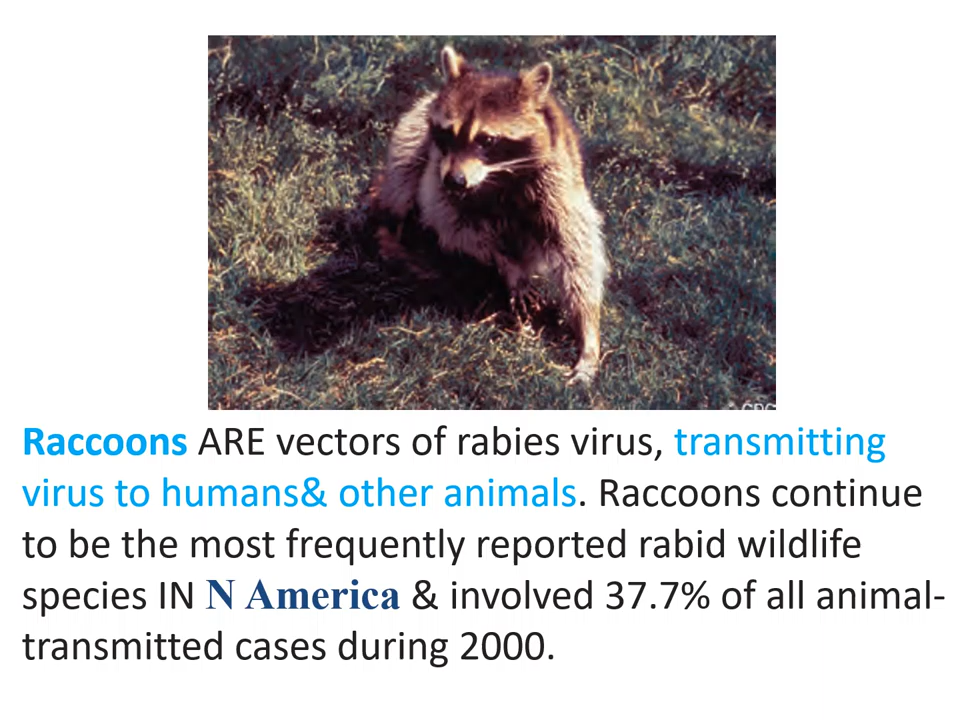 Raccoons ARE vectors of rabies virus, transmitting
virus to humans& other animals. Raccoons continue
to be the most frequently reported rabid wildlife
species IN N America & involved 37.7% of all animal-
transmitted cases during 2000.